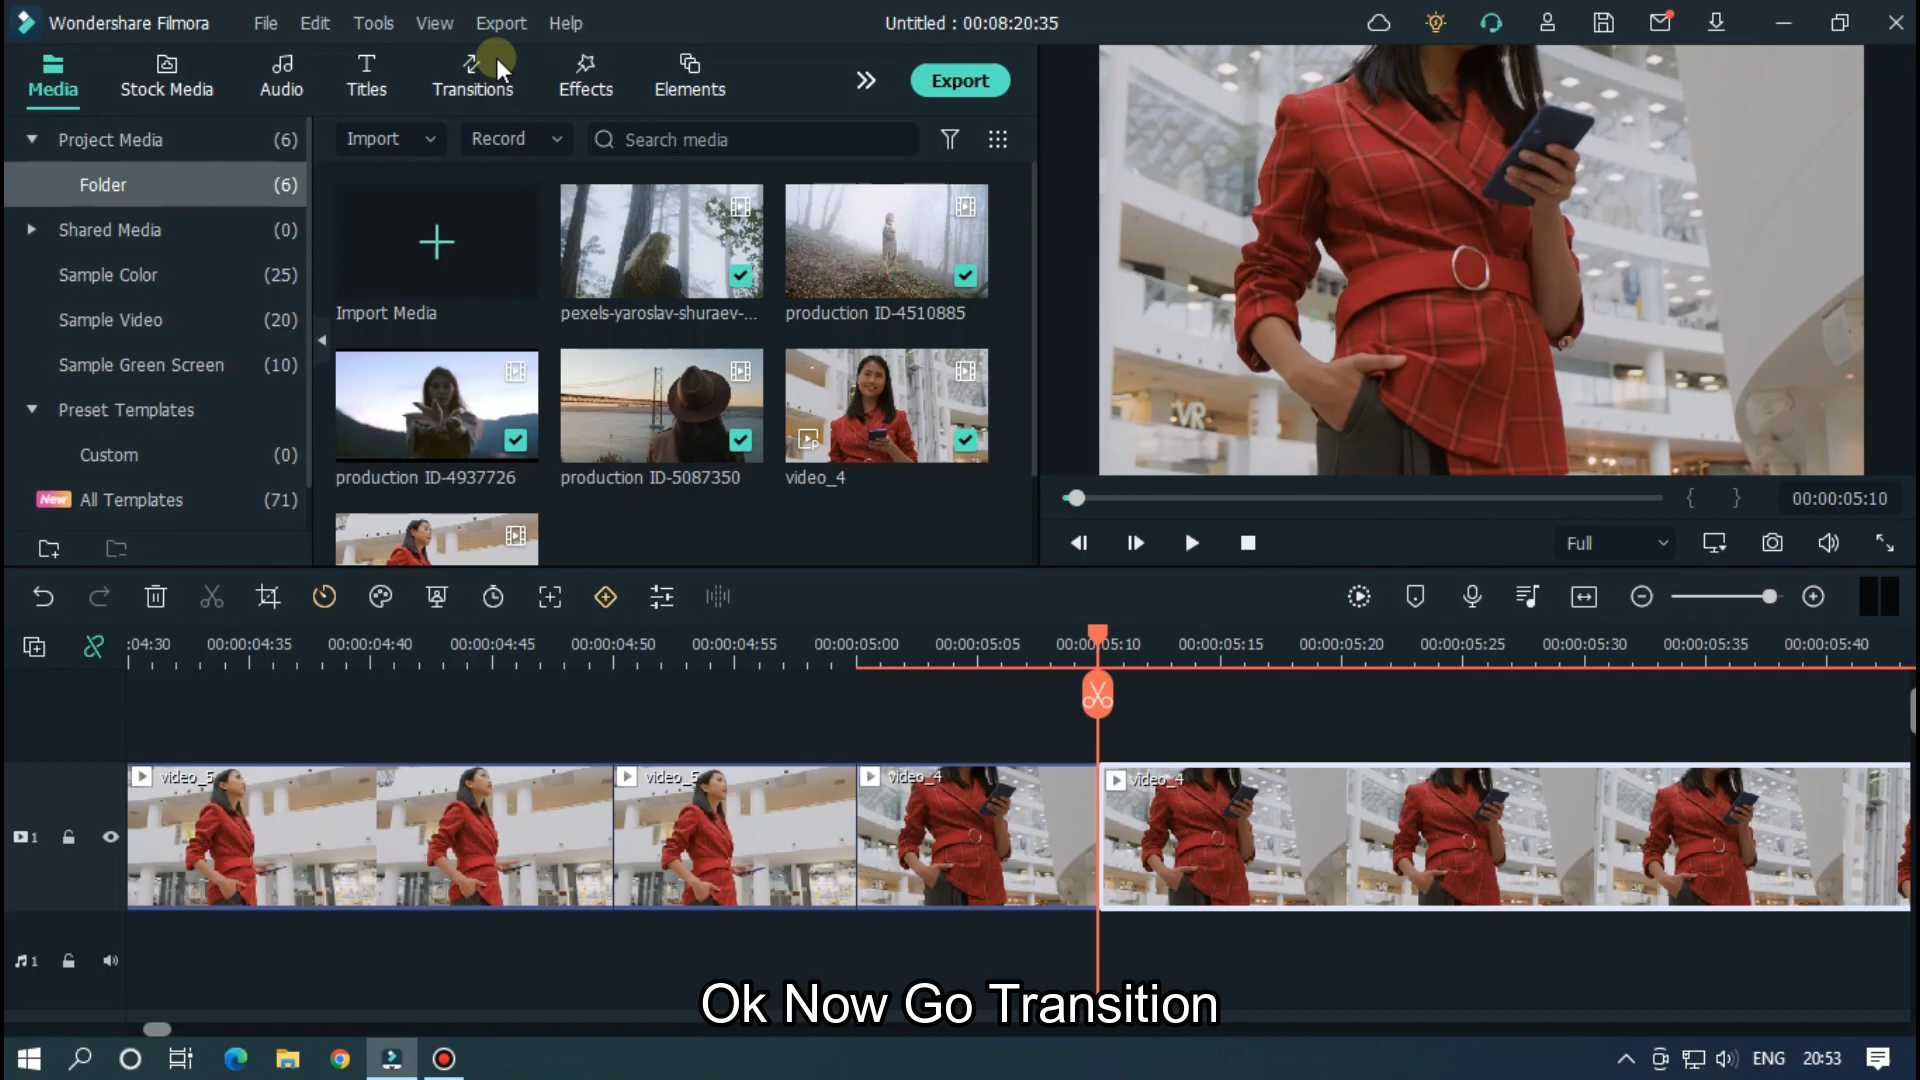 Wondershare Filmora
File Edit Tools View Export Help
Untitled : 00:08:20:35
Media
Stock Media
Audio
Titles
Transitions
Effects
Elements
Export
Project Media (6)
Folder (6)
Shared Media (0)
Sample Color (25)
Sample Video (20)
Sample Green Screen (10)
Preset Templates
Custom (0)
New All Templates (71)
Import
Record
Search media
Import Media
pexels-yaroslav-shuraev-...
production ID-4510885
production ID-4937726
production ID-5087350
video_4
VR
{ } 00:00:05:10
Full
:04:30 00:00:04:35 00:00:04:40 00:00:04:45 00:00:04:50 00:00:04:55 00:00:05:00 00:00:05:05 00:00:05:10 00:00:05:15 00:00:05:20 00:00:05:25 00:00:05:30 00:00:05:35 00:00:05:40
video_5
video_5
video_4
video_4
1
1
Ok Now Go Transition
ENG 20:53